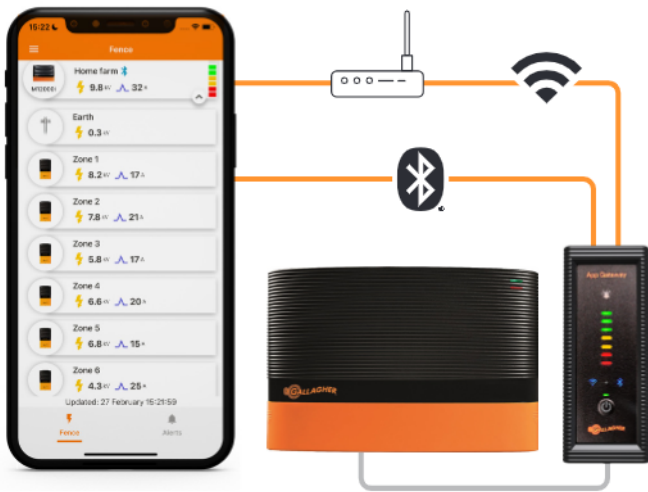 15:22
Fence
Home farm
M12000i
9.8 kV 32 A
Earth
0.3 kV
Zone 1
8.2 kV 17 A
Zone 2
7.8 kV 21 A
Zone 3
5.8 kV 17 A
Zone 4
6.6 kV 20 A
Zone 5
6.8 kV 15 A
Zone 6
4.3 kV 25 A
Updated: 27 February 15:21:59
Fence
Alerts
GALLAGHER
App Gateway
GALLAGHER